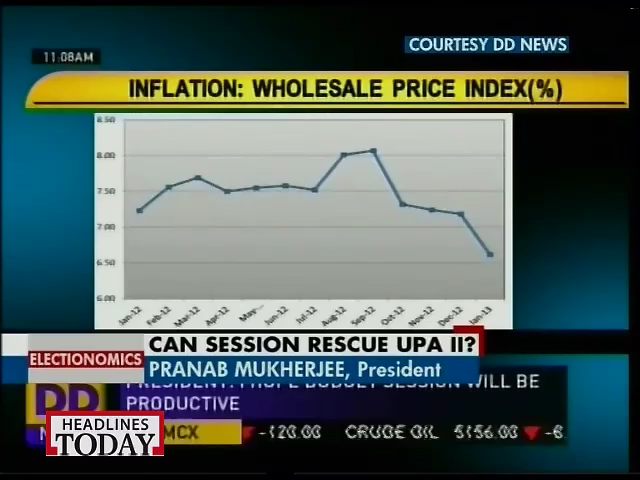 COURTESY DD NEWS
11:08AM
INFLATION: WHOLESALE PRICE INDEX(%)
8.50
8.00
7.50
7.00
6.50
6.00
Jan-12
Feb-12
Mar-12
Apr-12
May-...
Jun-12
Jul-12
Aug-12
Sep-12
Oct-12
Nov-12
Dec-12
Jan-13
ELECTIONOMICS
CAN SESSION RESCUE UPA II?
PRANAB MUKHERJEE, President
DD
PRESIDENT: I HOPE BUDGET SESSION WILL BE
PRODUCTIVE
HEADLINES
TODAY
MCX
-120.00 CRUDE OIL 5156.00 -6